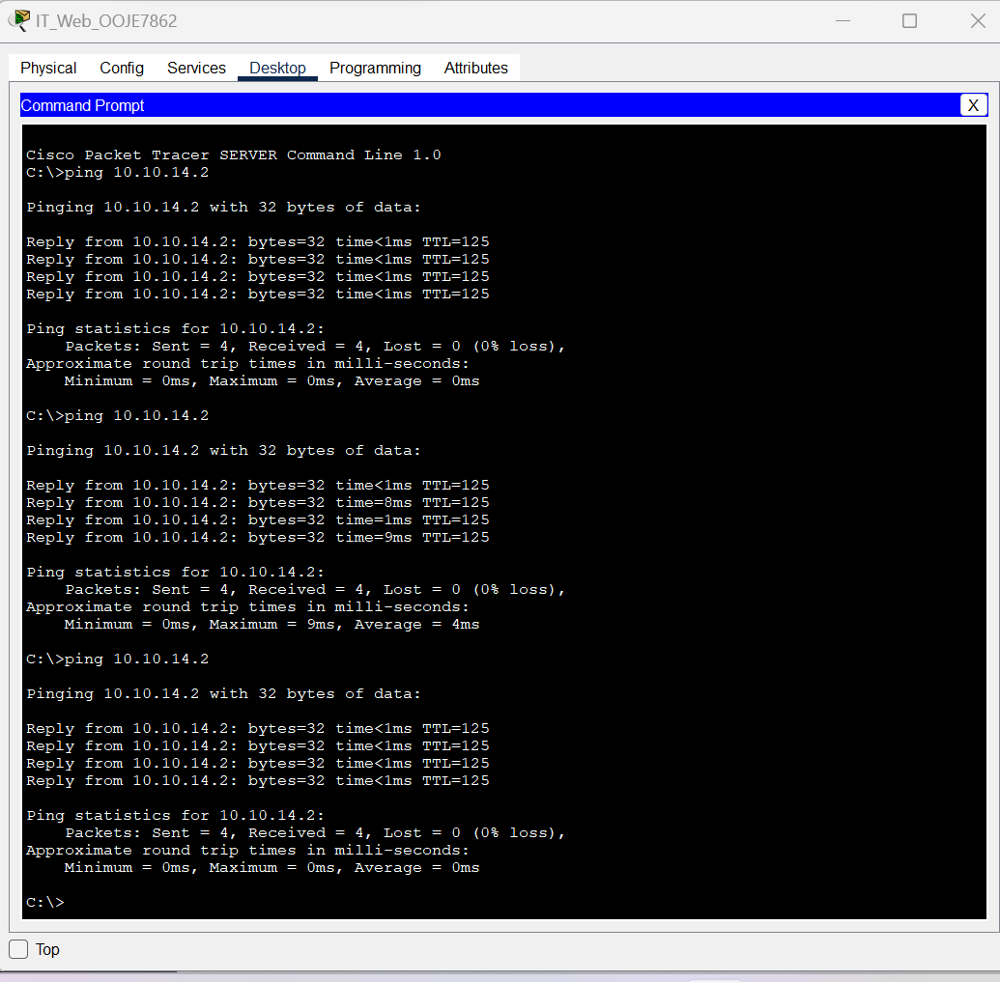 IT_Web_OOJE7862
Physical Config Services Desktop Programming Attributes
Command Prompt X
Cisco Packet Tracer SERVER Command Line 1.0
C:\>ping 10.10.14.2
Pinging 10.10.14.2 with 32 bytes of data:
Reply from 10.10.14.2: bytes=32 time<1ms TTL=125
Reply from 10.10.14.2: bytes=32 time<1ms TTL=125
Reply from 10.10.14.2: bytes=32 time<1ms TTL=125
Reply from 10.10.14.2: bytes=32 time<1ms TTL=125
Ping statistics for 10.10.14.2:
Packets: Sent = 4, Received = 4, Lost = 0 (0% loss),
Approximate round trip times in milli-seconds:
Minimum = 0ms, Maximum = 0ms, Average = 0ms
C:\>ping 10.10.14.2
Pinging 10.10.14.2 with 32 bytes of data:
Reply from 10.10.14.2: bytes=32 time<1ms TTL=125
Reply from 10.10.14.2: bytes=32 time=8ms TTL=125
Reply from 10.10.14.2: bytes=32 time=1ms TTL=125
Reply from 10.10.14.2: bytes=32 time=9ms TTL=125
Ping statistics for 10.10.14.2:
Packets: Sent = 4, Received = 4, Lost = 0 (0% loss),
Approximate round trip times in milli-seconds:
Minimum = 0ms, Maximum = 9ms, Average = 4ms
C:\>ping 10.10.14.2
Pinging 10.10.14.2 with 32 bytes of data:
Reply from 10.10.14.2: bytes=32 time<1ms TTL=125
Reply from 10.10.14.2: bytes=32 time<1ms TTL=125
Reply from 10.10.14.2: bytes=32 time<1ms TTL=125
Reply from 10.10.14.2: bytes=32 time<1ms TTL=125
Ping statistics for 10.10.14.2:
Packets: Sent = 4, Received = 4, Lost = 0 (0% loss),
Approximate round trip times in milli-seconds:
Minimum = 0ms, Maximum = 0ms, Average = 0ms
C:\>
Top